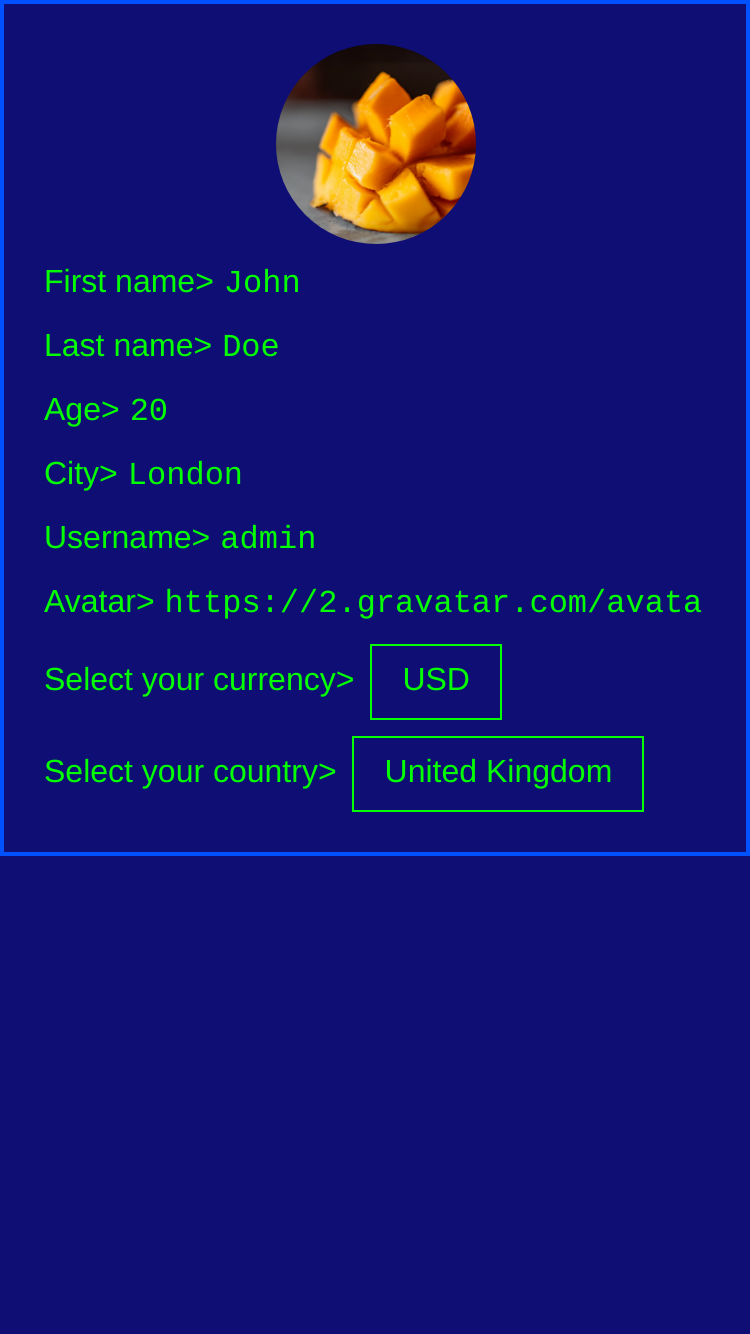 First name> John
Last name> Doe
Age> 20
City> London
Username> admin
Avatar> https://2.gravatar.com/avata
Select your currency> USD
Select your country> United Kingdom